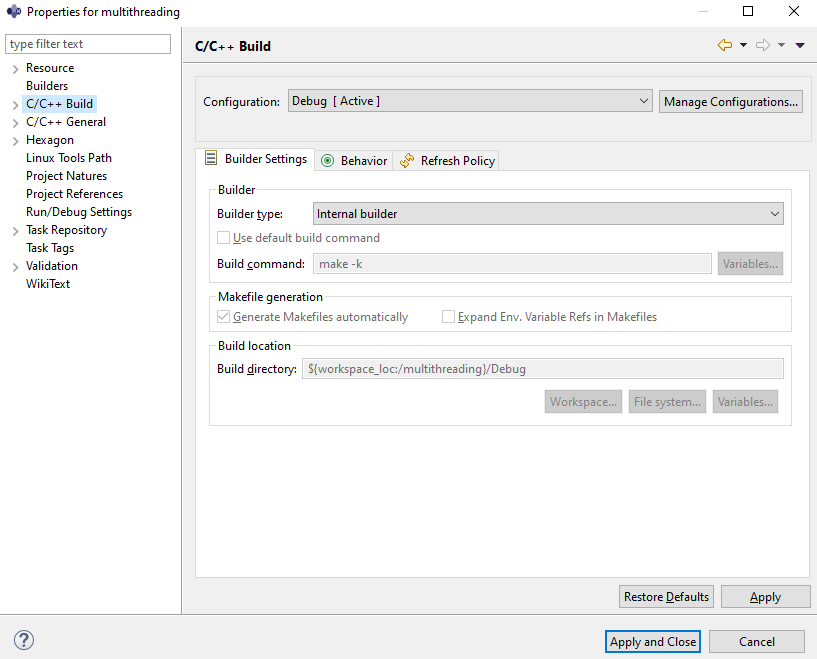 Properties for multithreading
type filter text
Resource
Builders
C/C++ Build
C/C++ General
Hexagon
Linux Tools Path
Project Natures
Project References
Run/Debug Settings
Task Repository
Task Tags
Validation
WikiText
C/C++ Build
Configuration: Debug [ Active ] Manage Configurations...
Builder Settings Behavior Refresh Policy
Builder
Builder type: Internal builder
Use default build command
Build command: make -k Variables...
Makefile generation
Generate Makefiles automatically Expand Env. Variable Refs in Makefiles
Build location
Build directory: ${workspace_loc:/multithreading}/Debug
Workspace... File system... Variables...
Restore Defaults Apply
? Apply and Close Cancel